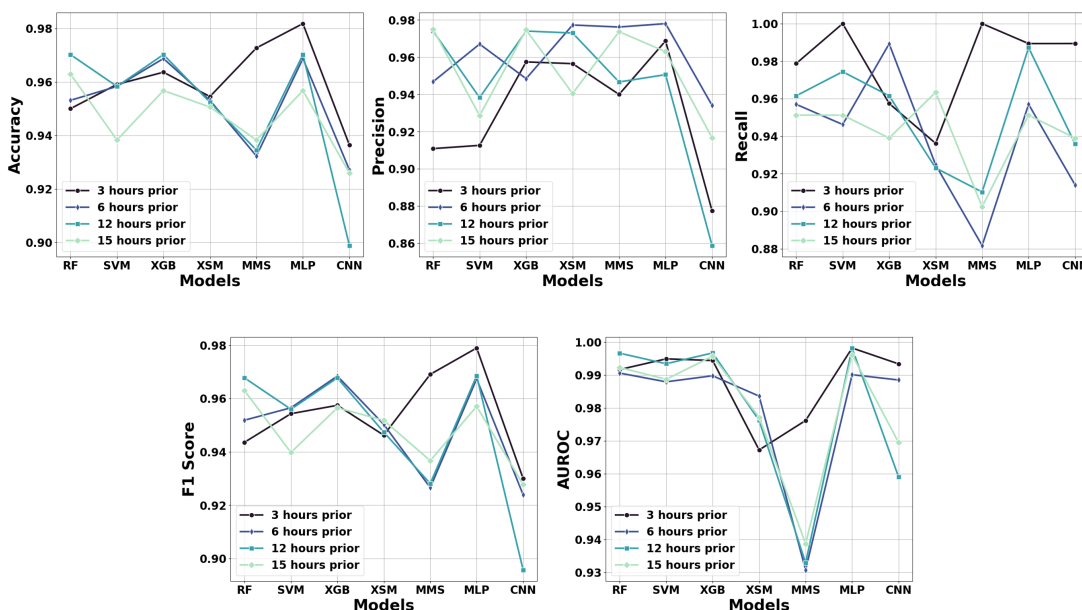 Accuracy
0.98
0.96
0.94
0.92
0.90
3 hours prior
6 hours prior
12 hours prior
15 hours prior
RF SVM XGB XSM MMS MLP CNN
Models
Precision
0.98
0.96
0.94
0.92
0.90
0.88
0.86
3 hours prior
6 hours prior
12 hours prior
15 hours prior
RF SVM XGB XSM MMS MLP CNN
Models
Recall
1.00
0.98
0.96
0.94
0.92
0.90
0.88
3 hours prior
6 hours prior
12 hours prior
15 hours prior
RF SVM XGB XSM MMS MLP CNN
Models
F1 Score
0.98
0.96
0.94
0.92
0.90
3 hours prior
6 hours prior
12 hours prior
15 hours prior
RF SVM XGB XSM MMS MLP CNN
Models
AUROC
1.00
0.99
0.98
0.97
0.96
0.95
0.94
0.93
3 hours prior
6 hours prior
12 hours prior
15 hours prior
RF SVM XGB XSM MMS MLP CNN
Models